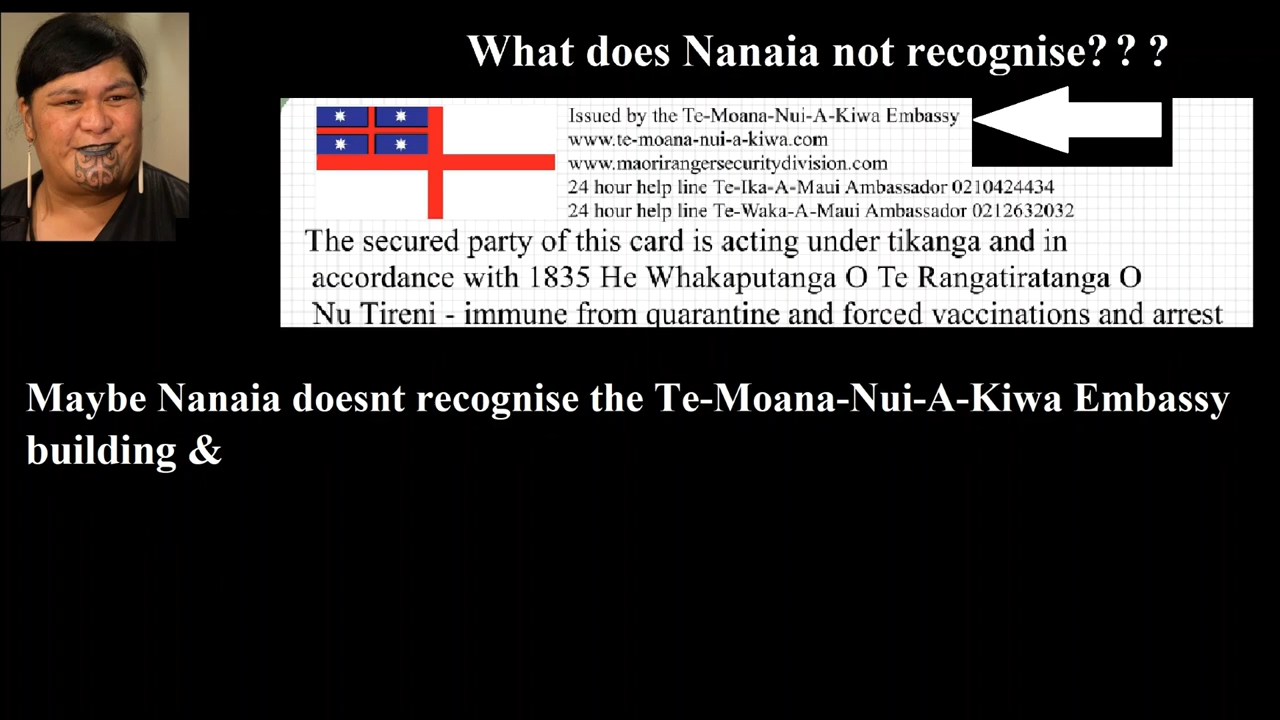 What does Nanaia not recognise? ? ?
Issued by the Te-Moana-Nui-A-Kiwa Embassy
www.te-moana-nui-a-kiwa.com
www.maorirangersecuritydivision.com
24 hour help line Te-Ika-A-Maui Ambassador 0210424434
24 hour help line Te-Waka-A-Maui Ambassador 0212632032
The secured party of this card is acting under tikanga and in
accordance with 1835 He Whakaputanga O Te Rangatiratanga O
Nu Tireni - immune from quarantine and forced vaccinations and arrest
Maybe Nanaia doesnt recognise the Te-Moana-Nui-A-Kiwa Embassy
building &